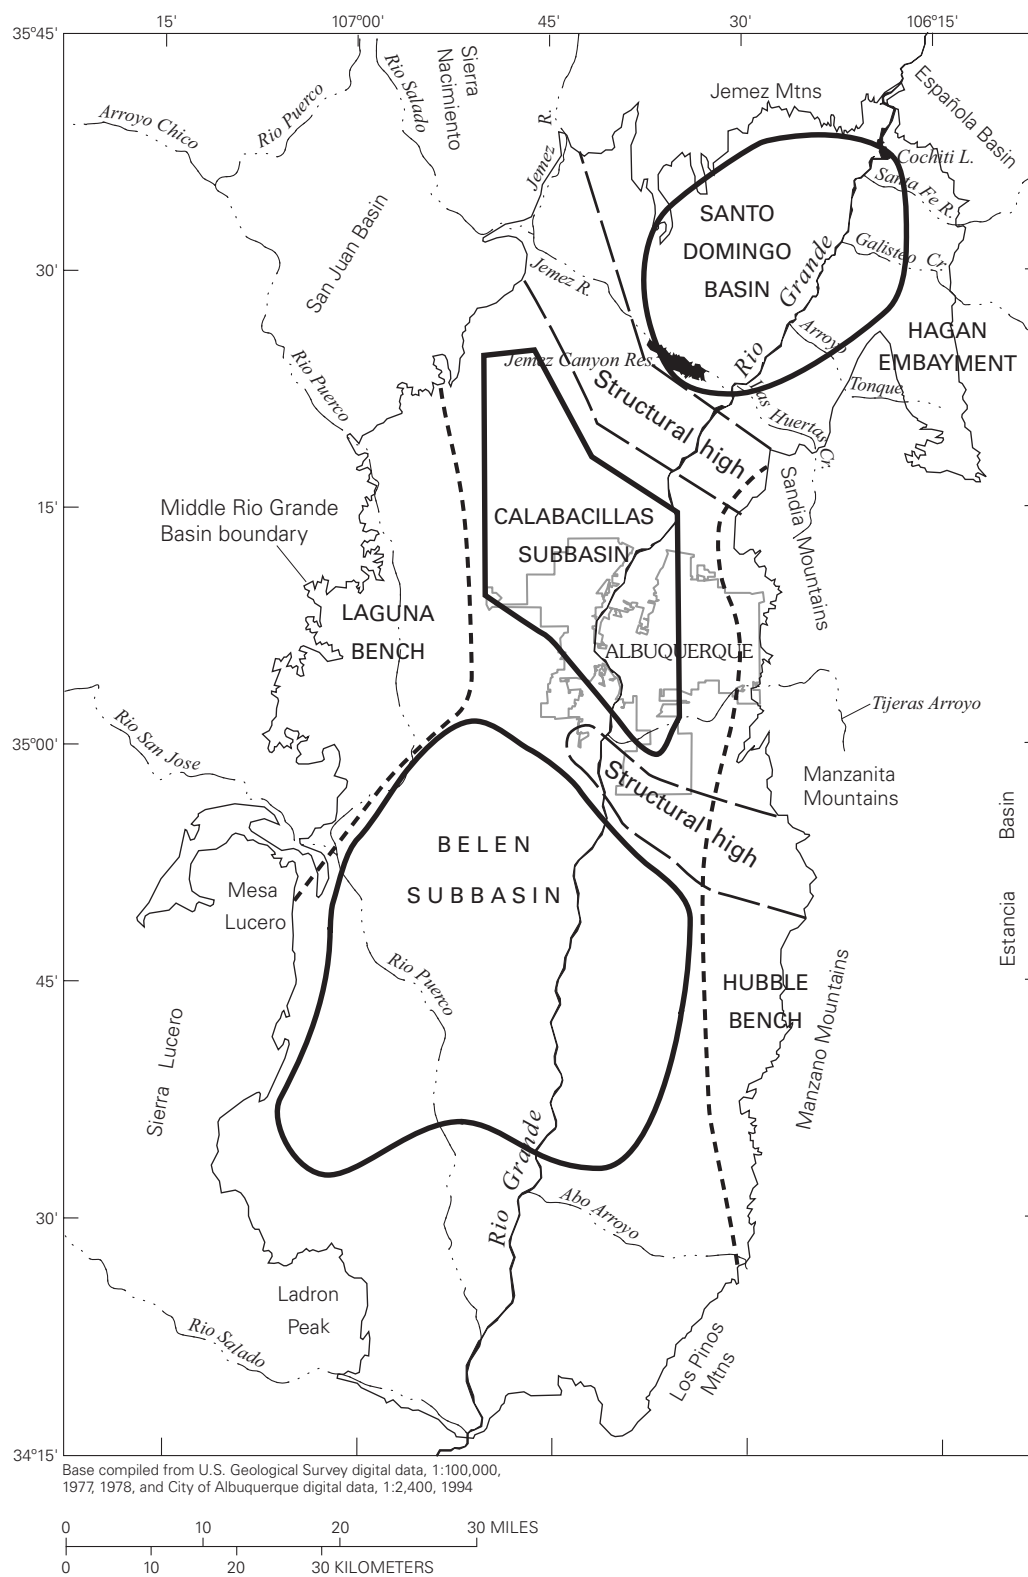 15'
107°00'
45'
30'
106°15'
35°45'
Sierra
Nacimiento
Rio Salado
Jemez Mtns
Española Basin
Arroyo Chico
Rio Puerco
Jemez R.
Cochiti L.
Santa Fe R.
San Juan Basin
SANTO
DOMINGO
BASIN
Rio Grande
Galisteo Cr
30'
Jemez R.
Arroyo
Tonque
HAGAN
EMBAYMENT
Rio Puerco
Jemez Canyon Res.
Las Huertas Cr.
Structural high
15'
Middle Rio Grande
Basin boundary
CALABACILLAS
SUBBASIN
Sandia Mountains
LAGUNA
BENCH
ALBUQUERQUE
Tijeras Arroyo
Rio San Jose
35°00'
Structural high
Manzanita
Mountains
Estancia Basin
BELEN
SUBBASIN
Mesa
Lucero
Rio Puerco
45'
HUBBLE
BENCH
Manzano Mountains
Sierra Lucero
Rio Grande
30'
Abo Arroyo
Ladron
Peak
Rio Salado
Los Pinos
Mtns
34°15'
Base compiled from U.S. Geological Survey digital data, 1:100,000,
1977, 1978, and City of Albuquerque digital data, 1:2,400, 1994
0 10 20 30 MILES
0 10 20 30 KILOMETERS